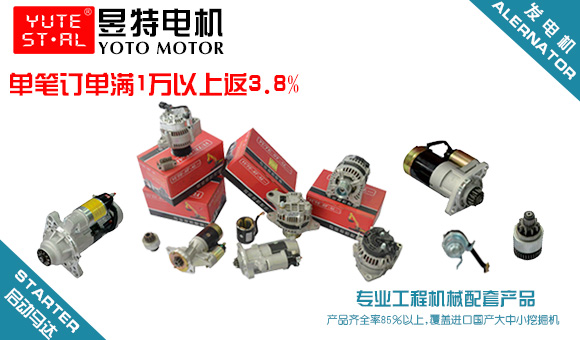 YUTE®
ST·AL
昱特电机
YOTO MOTOR
发电机
ALERNATOR
单笔订单满1万以上返3.8%
STARTER
启动马达
专业工程机械配套产品
产品齐全率85%以上,覆盖进口国产大中小挖掘机